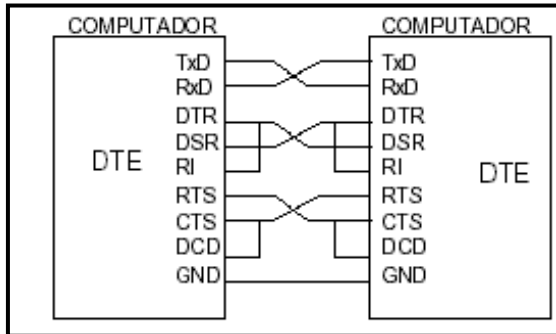 COMPUTADOR COMPUTADOR
TxD TxD
RxD RxD
DTR DTR
DSR DSR
RI RI
DTE DTE
RTS RTS
CTS CTS
DCD DCD
GND GND